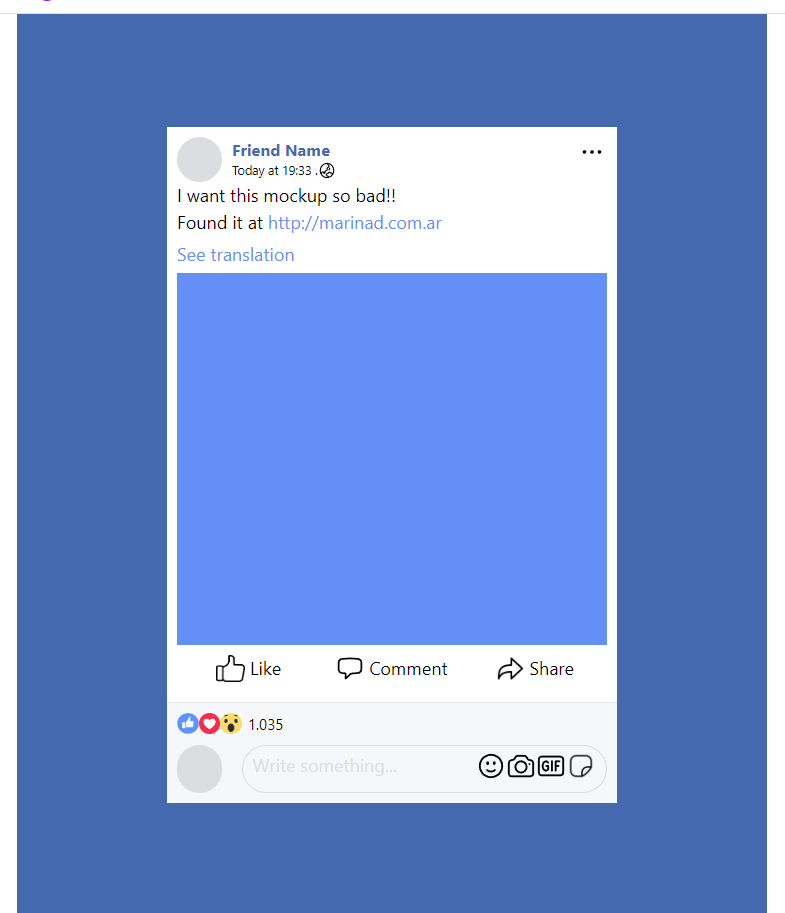 Friend Name
Today at 19:33 .
I want this mockup so bad!!
Found it at http://marinad.com.ar
See translation
Like Comment Share
1.035
Write something... GIF